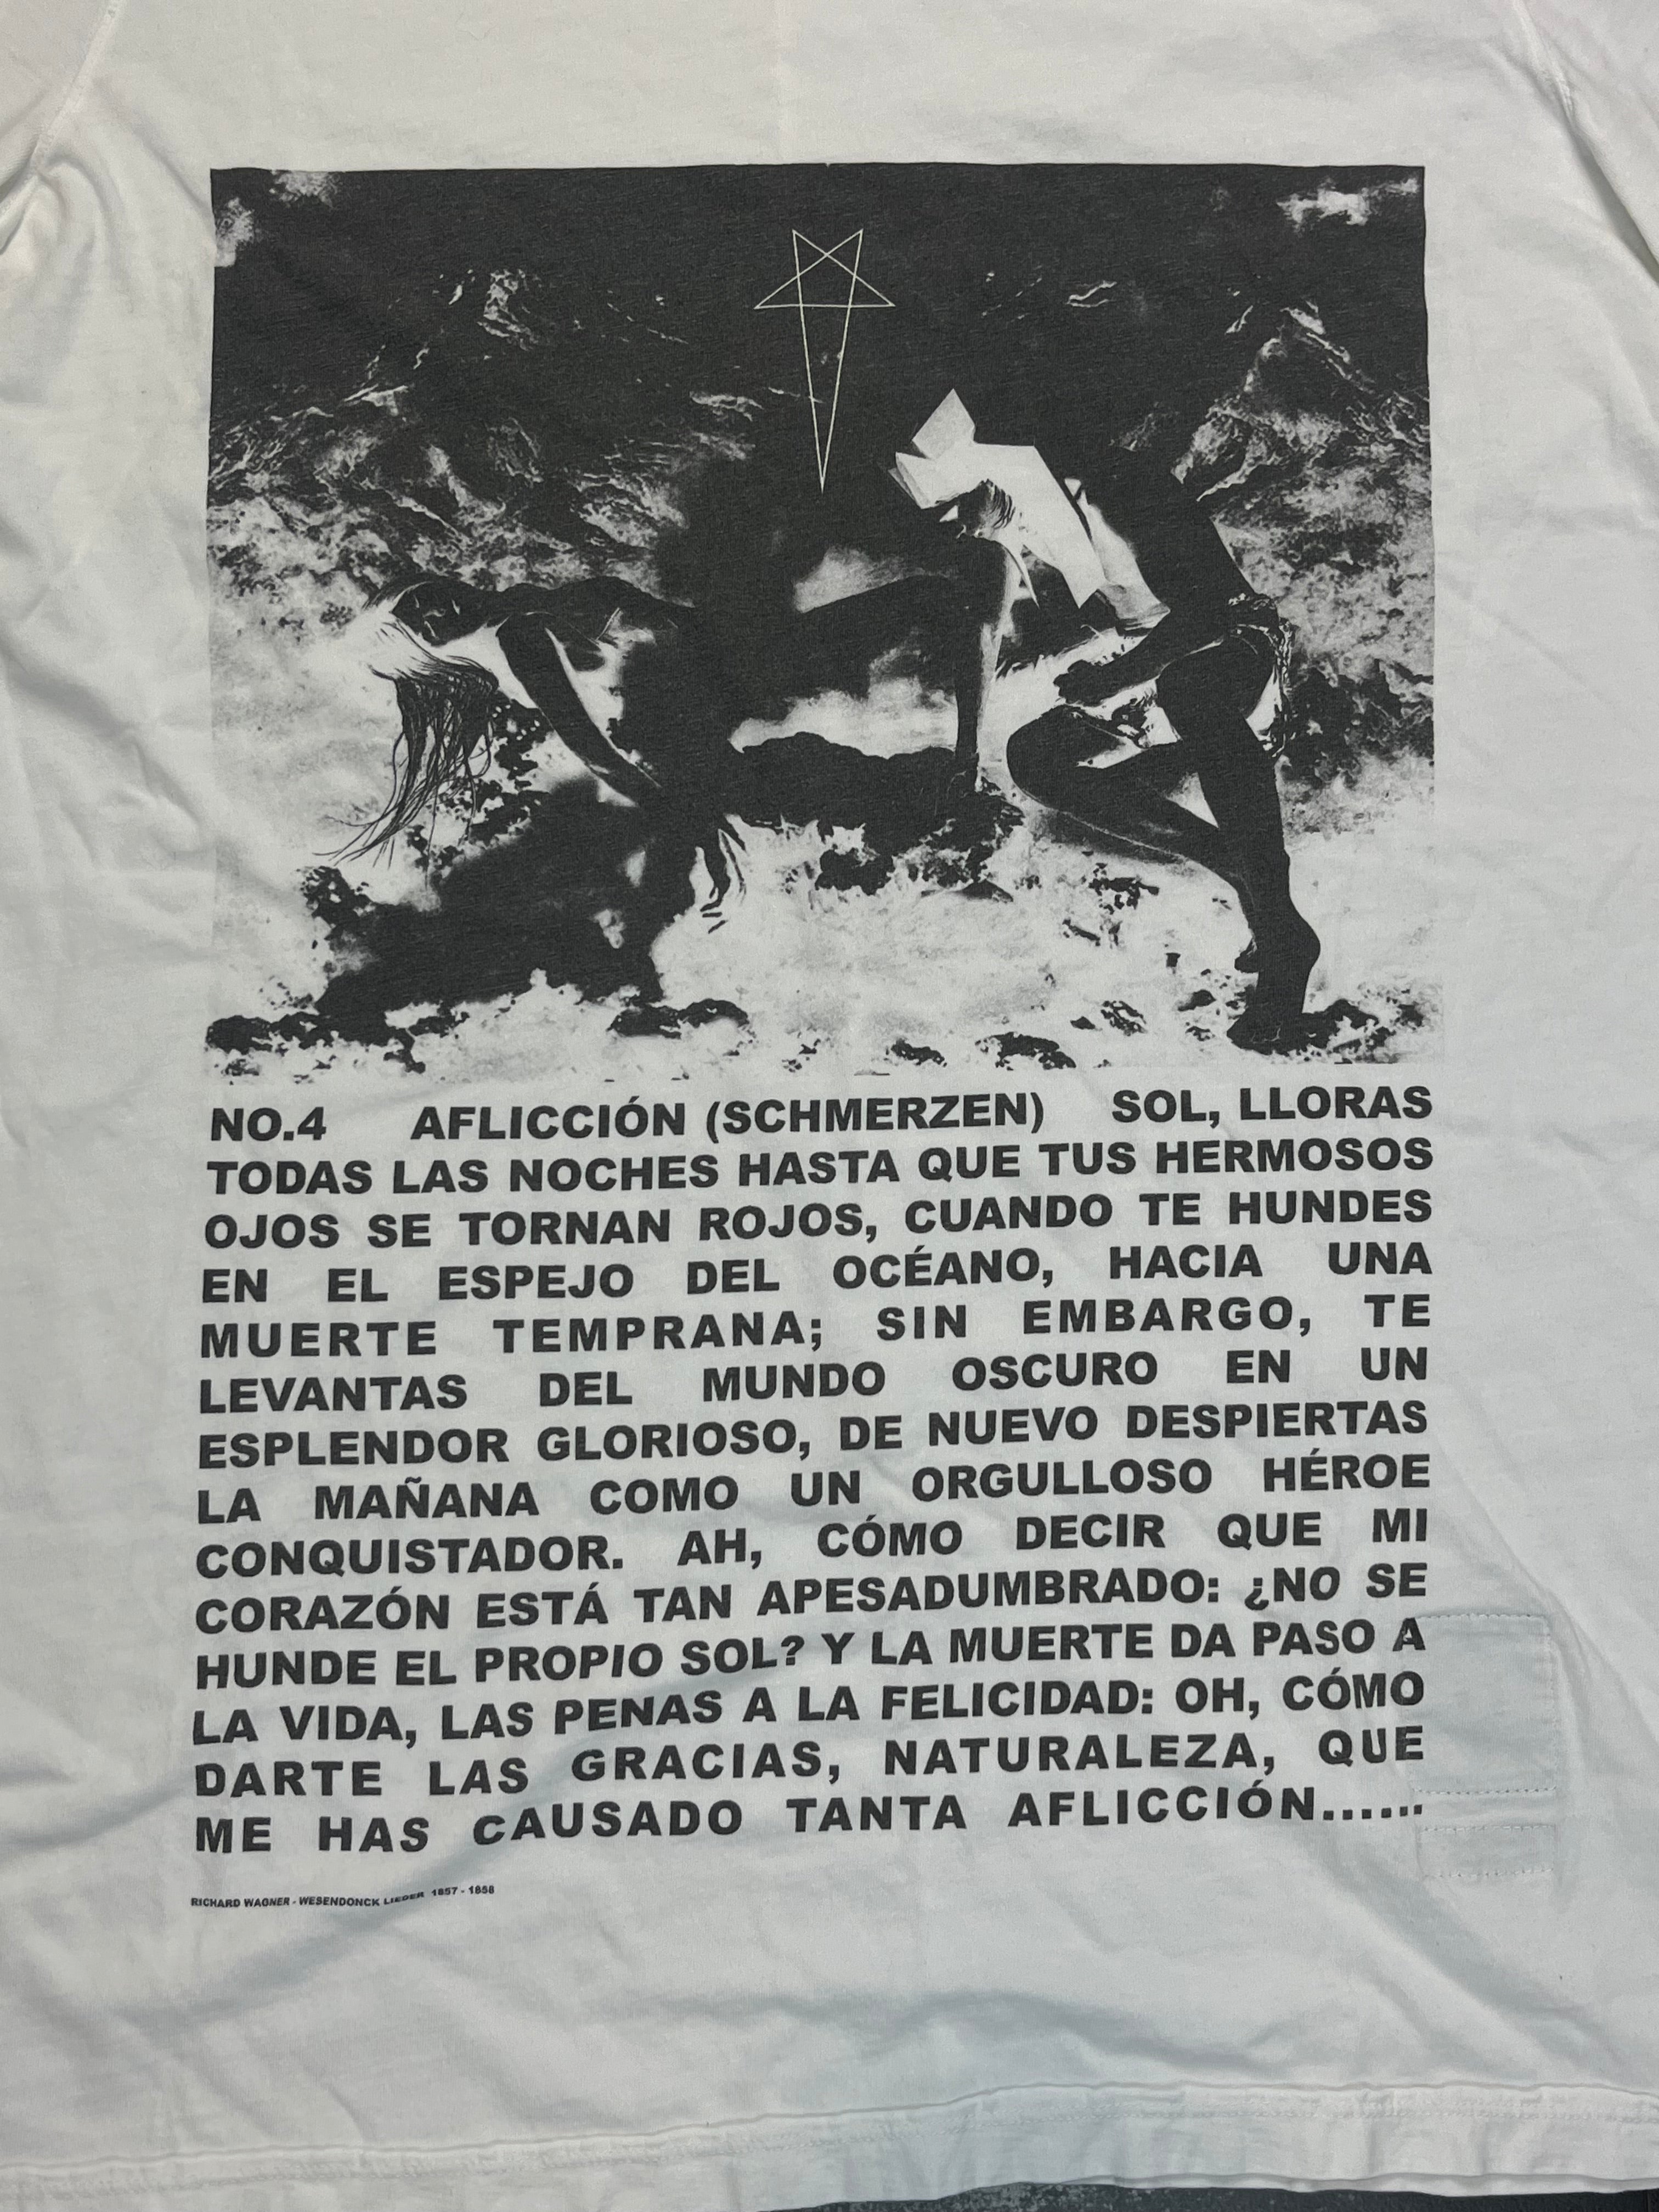 NO.4 AFLICCIÓN (SCHMERZEN) SOL, LLORAS
TODAS LAS NOCHES HASTA QUE TUS HERMOSOS
OJOS SE TORNAN ROJOS, CUANDO TE HUNDES
EN EL ESPEJO DEL OCÉANO, HACIA UNA
MUERTE TEMPRANA; SIN EMBARGO, TE
LEVANTAS DEL MUNDO OSCURO EN UN
ESPLENDOR GLORIOSO, DE NUEVO DESPIERTAS
LA MAÑANA COMO UN ORGULLOSO HÉROE
CONQUISTADOR. AH, CÓMO DECIR QUE MI
CORAZÓN ESTÁ TAN APESADUMBRADO: ¿NO SE
HUNDE EL PROPIO SOL? Y LA MUERTE DA PASO A
LA VIDA, LAS PENAS A LA FELICIDAD: OH, CÓMO
DARTE LAS GRACIAS, NATURALEZA, QUE
ME HAS CAUSADO TANTA AFLICCIÓN......
RICHARD WAGNER - WESENDONCK LIEDER 1857 - 1858